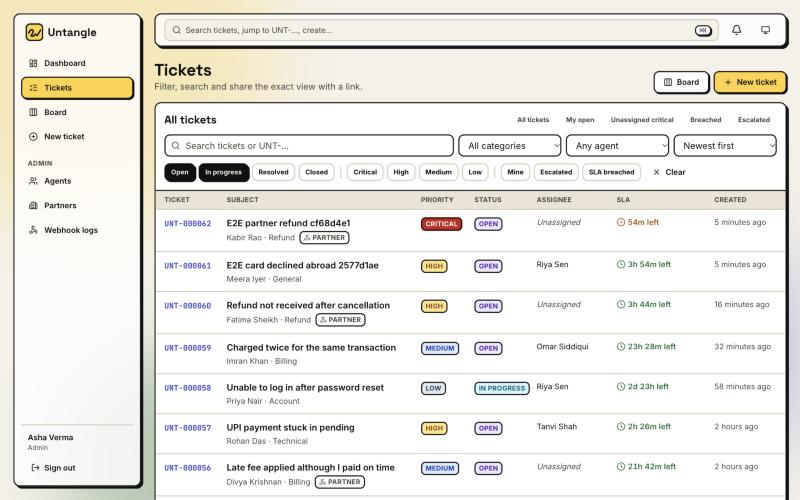 Untangle
Dashboard
Tickets
Board
New ticket
ADMIN
Agents
Partners
Webhook logs
Asha Verma
Admin
Sign out
Search tickets, jump to UNT-..., create...
⌘K
Tickets
Filter, search and share the exact view with a link.
Board
+ New ticket
All tickets
All tickets My open Unassigned critical Breached Escalated
Search tickets or UNT-... All categories Any agent Newest first
Open In progress Resolved Closed Critical High Medium Low Mine Escalated SLA breached × Clear
TICKET SUBJECT PRIORITY STATUS ASSIGNEE SLA CREATED
UNT-000062 E2E partner refund cf68d4e1 CRITICAL OPEN Unassigned 54m left 5 minutes ago
Kabir Rao · Refund PARTNER
UNT-000061 E2E card declined abroad 2577d1ae HIGH OPEN Riya Sen 3h 54m left 5 minutes ago
Meera Iyer · General
UNT-000060 Refund not received after cancellation HIGH OPEN Unassigned 3h 44m left 16 minutes ago
Fatima Sheikh · Refund PARTNER
UNT-000059 Charged twice for the same transaction MEDIUM OPEN Omar Siddiqui 23h 28m left 32 minutes ago
Imran Khan · Billing
UNT-000058 Unable to log in after password reset LOW IN PROGRESS Riya Sen 2d 23h left 58 minutes ago
Priya Nair · Account
UNT-000057 UPI payment stuck in pending HIGH OPEN Tanvi Shah 2h 26m left 2 hours ago
Rohan Das · Technical
UNT-000056 Late fee applied although I paid on time MEDIUM OPEN Unassigned 21h 42m left 2 hours ago
Divya Krishnan · Billing PARTNER